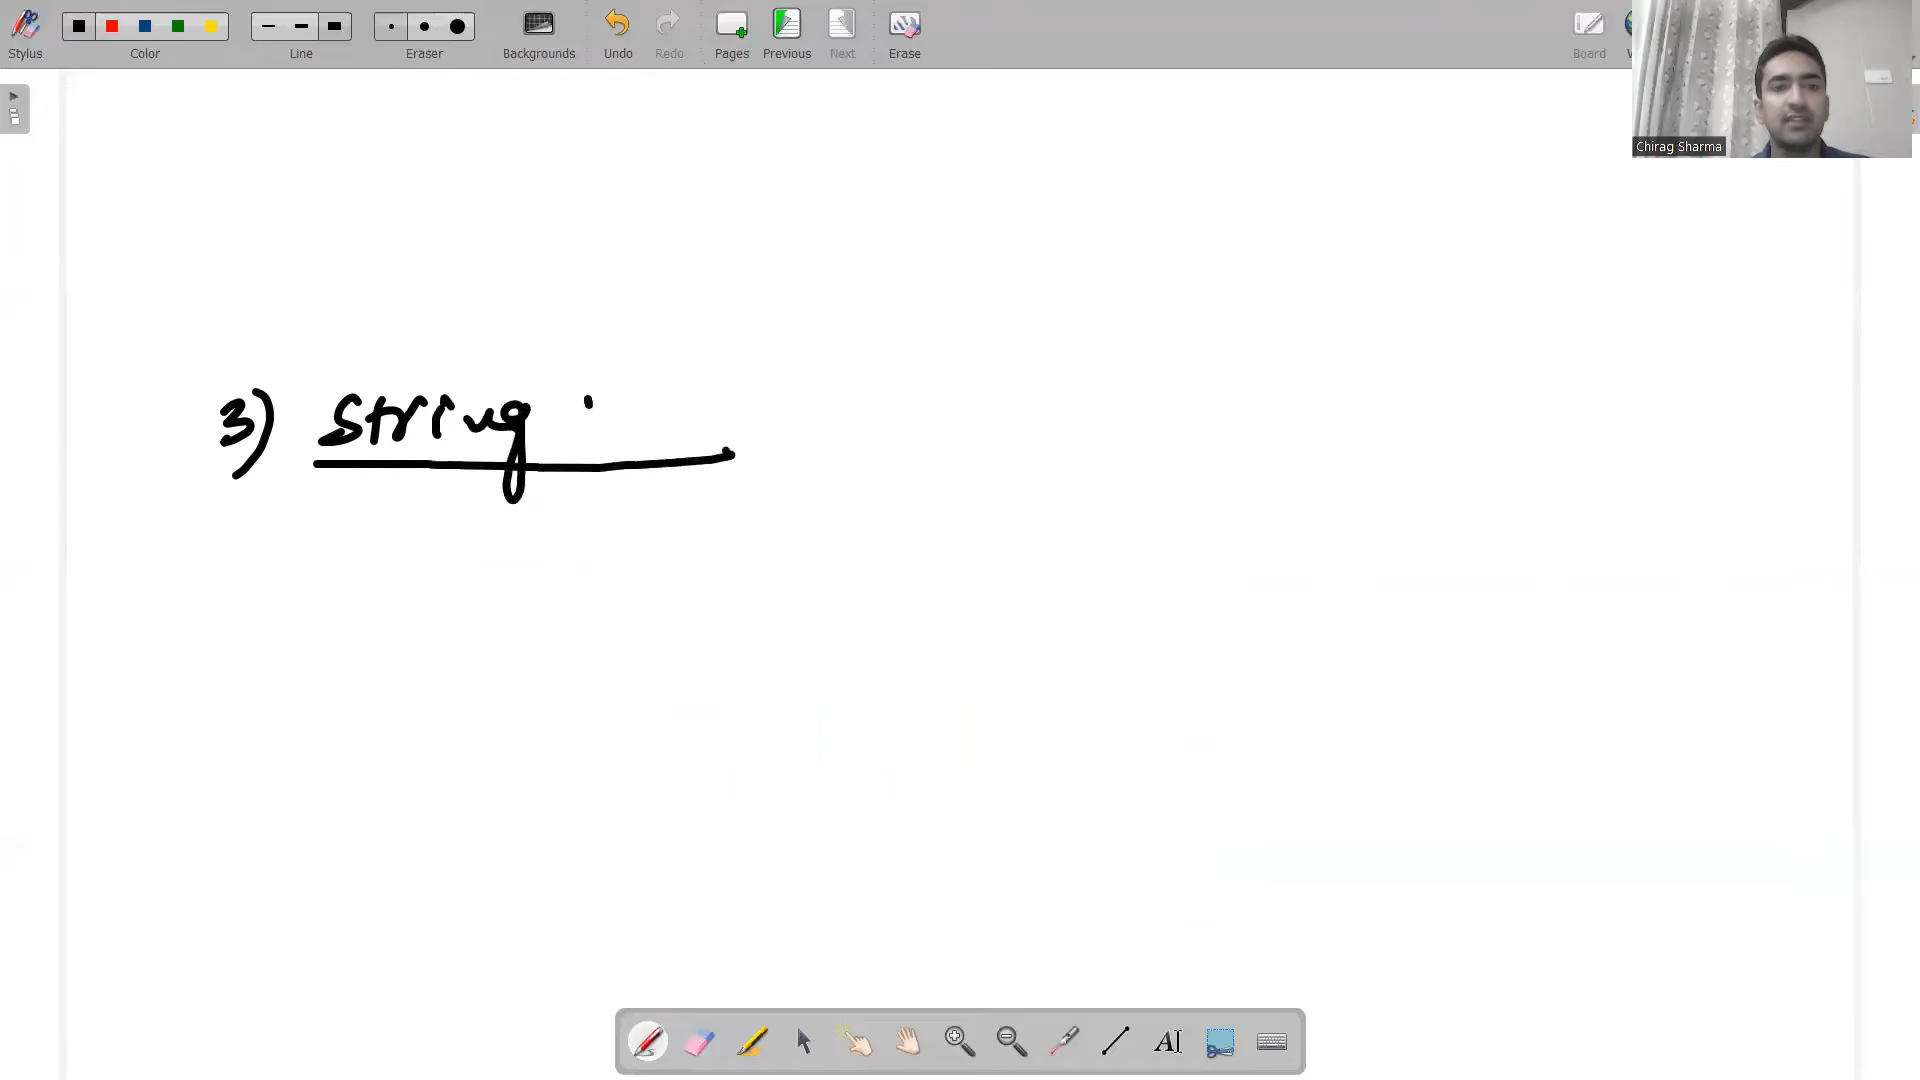 Stylus
Color
Line
Eraser
Backgrounds
Undo
Redo
Pages
Previous
Next
Erase
Board
Chirag Sharma
3) String